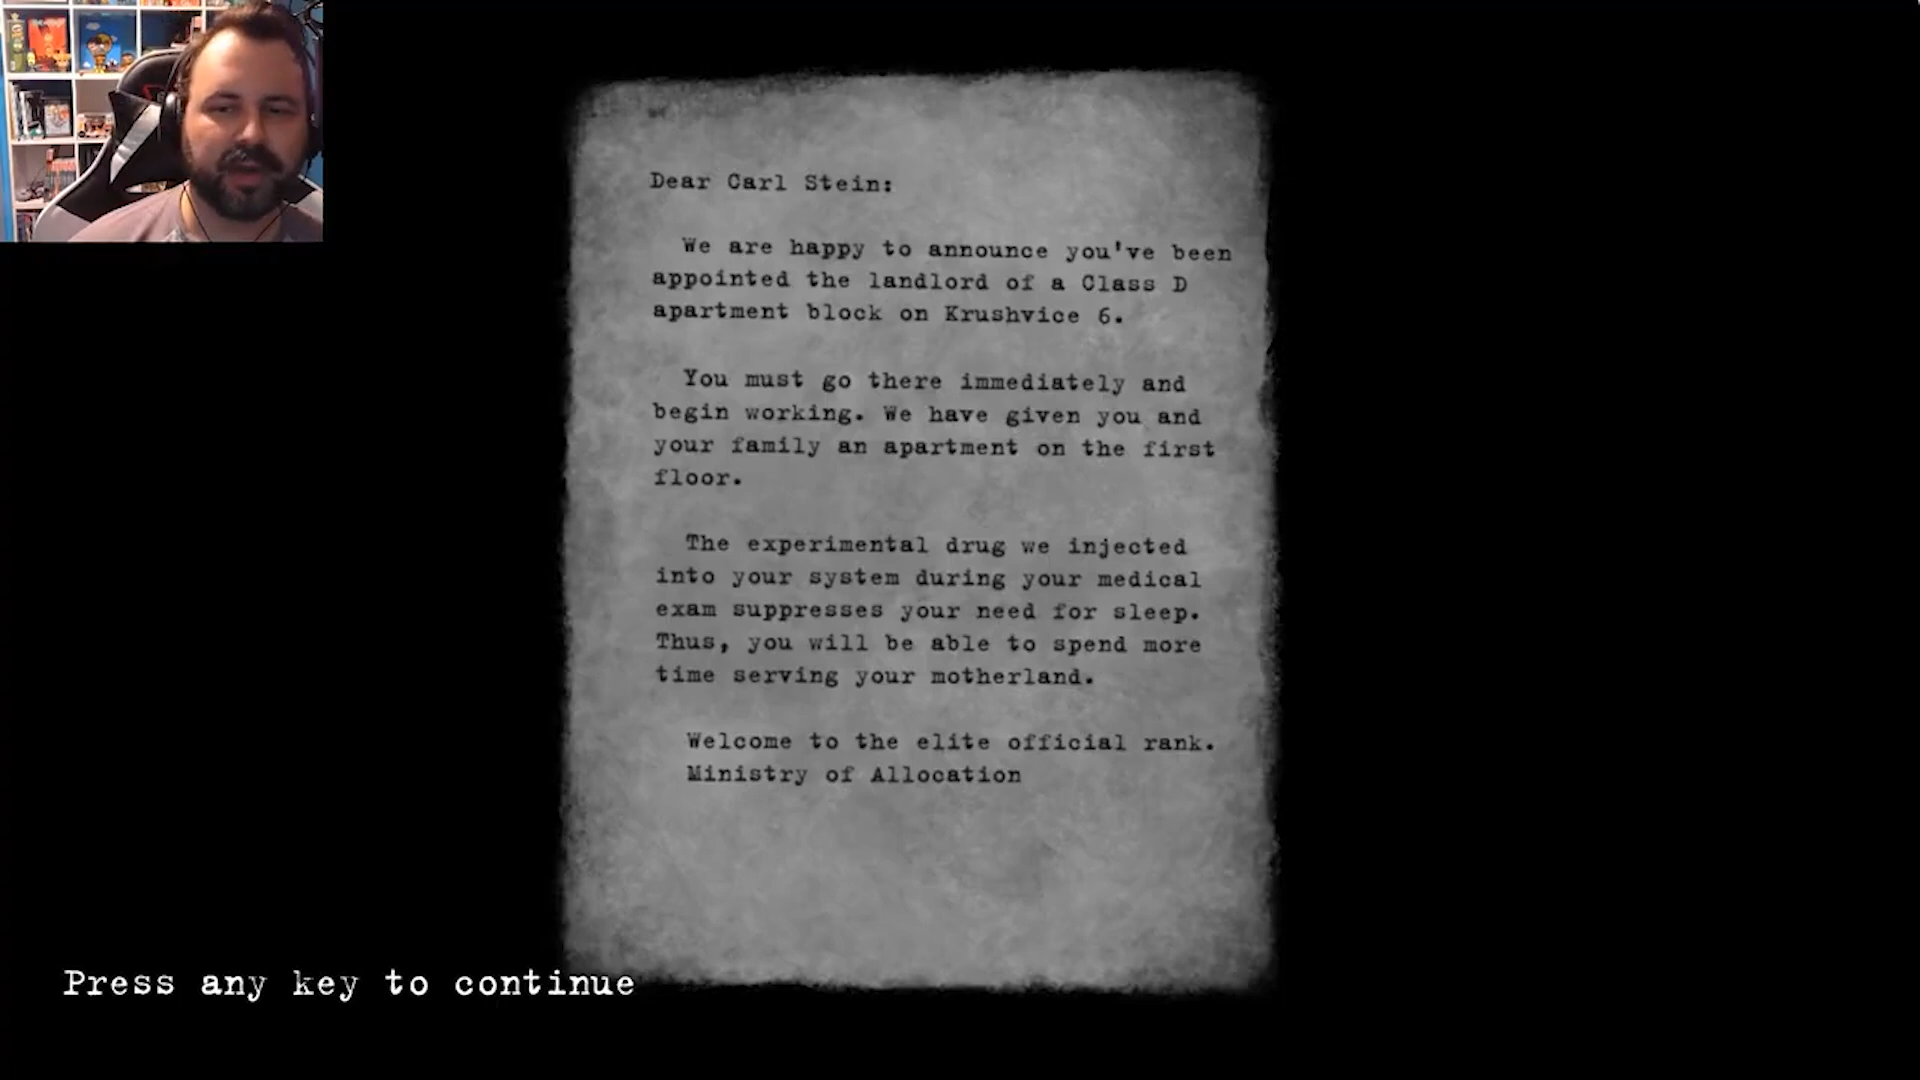 Dear Carl Stein:
We are happy to announce you've been
appointed the landlord of a Class D
apartment block on Krushvice 6.
You must go there immediately and
begin working. We have given you and
your family an apartment on the first
floor.
The experimental drug we injected
into your system during your medical
exam suppresses your need for sleep.
Thus, you will be able to spend more
time serving your motherland.
Welcome to the elite official rank.
Ministry of Allocation
Press any key to continue